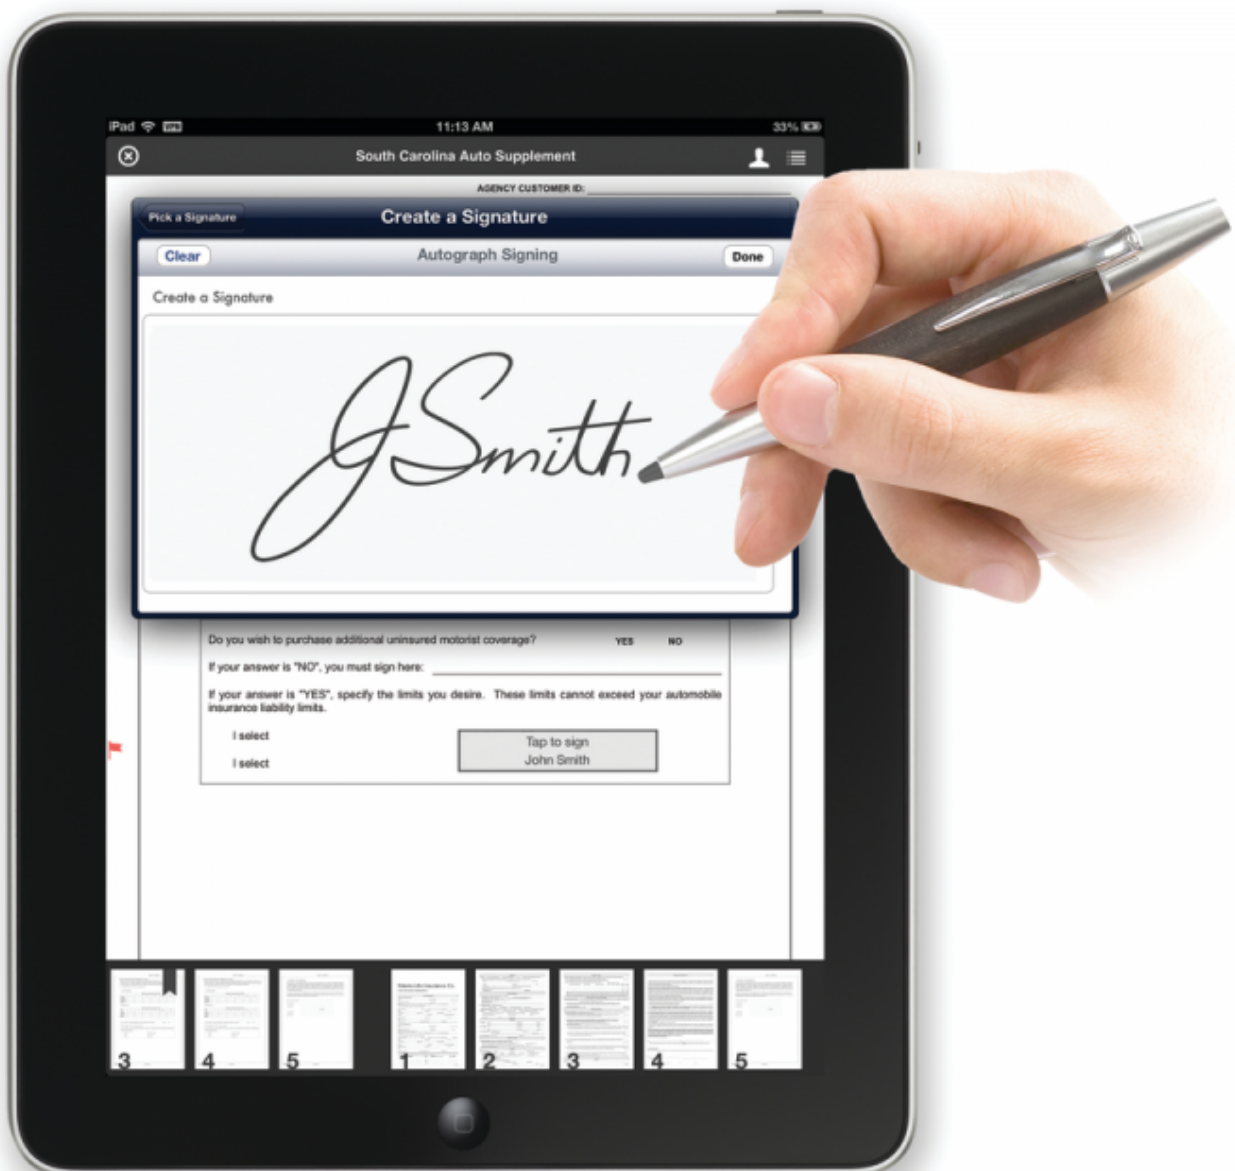 iPad VPN 11:13 AM 33%
South Carolina Auto Supplement
AGENCY CUSTOMER ID:
Pick a Signature Create a Signature
Clear Autograph Signing Done
Create a Signature
J Smith
Do you wish to purchase additional uninsured motorist coverage? YES NO
If your answer is "NO", you must sign here:
If your answer is "YES", specify the limits you desire. These limits cannot exceed your automobile
insurance liability limits.
I select
Tap to sign
John Smith
I select
3 4 5 1 2 3 4 5